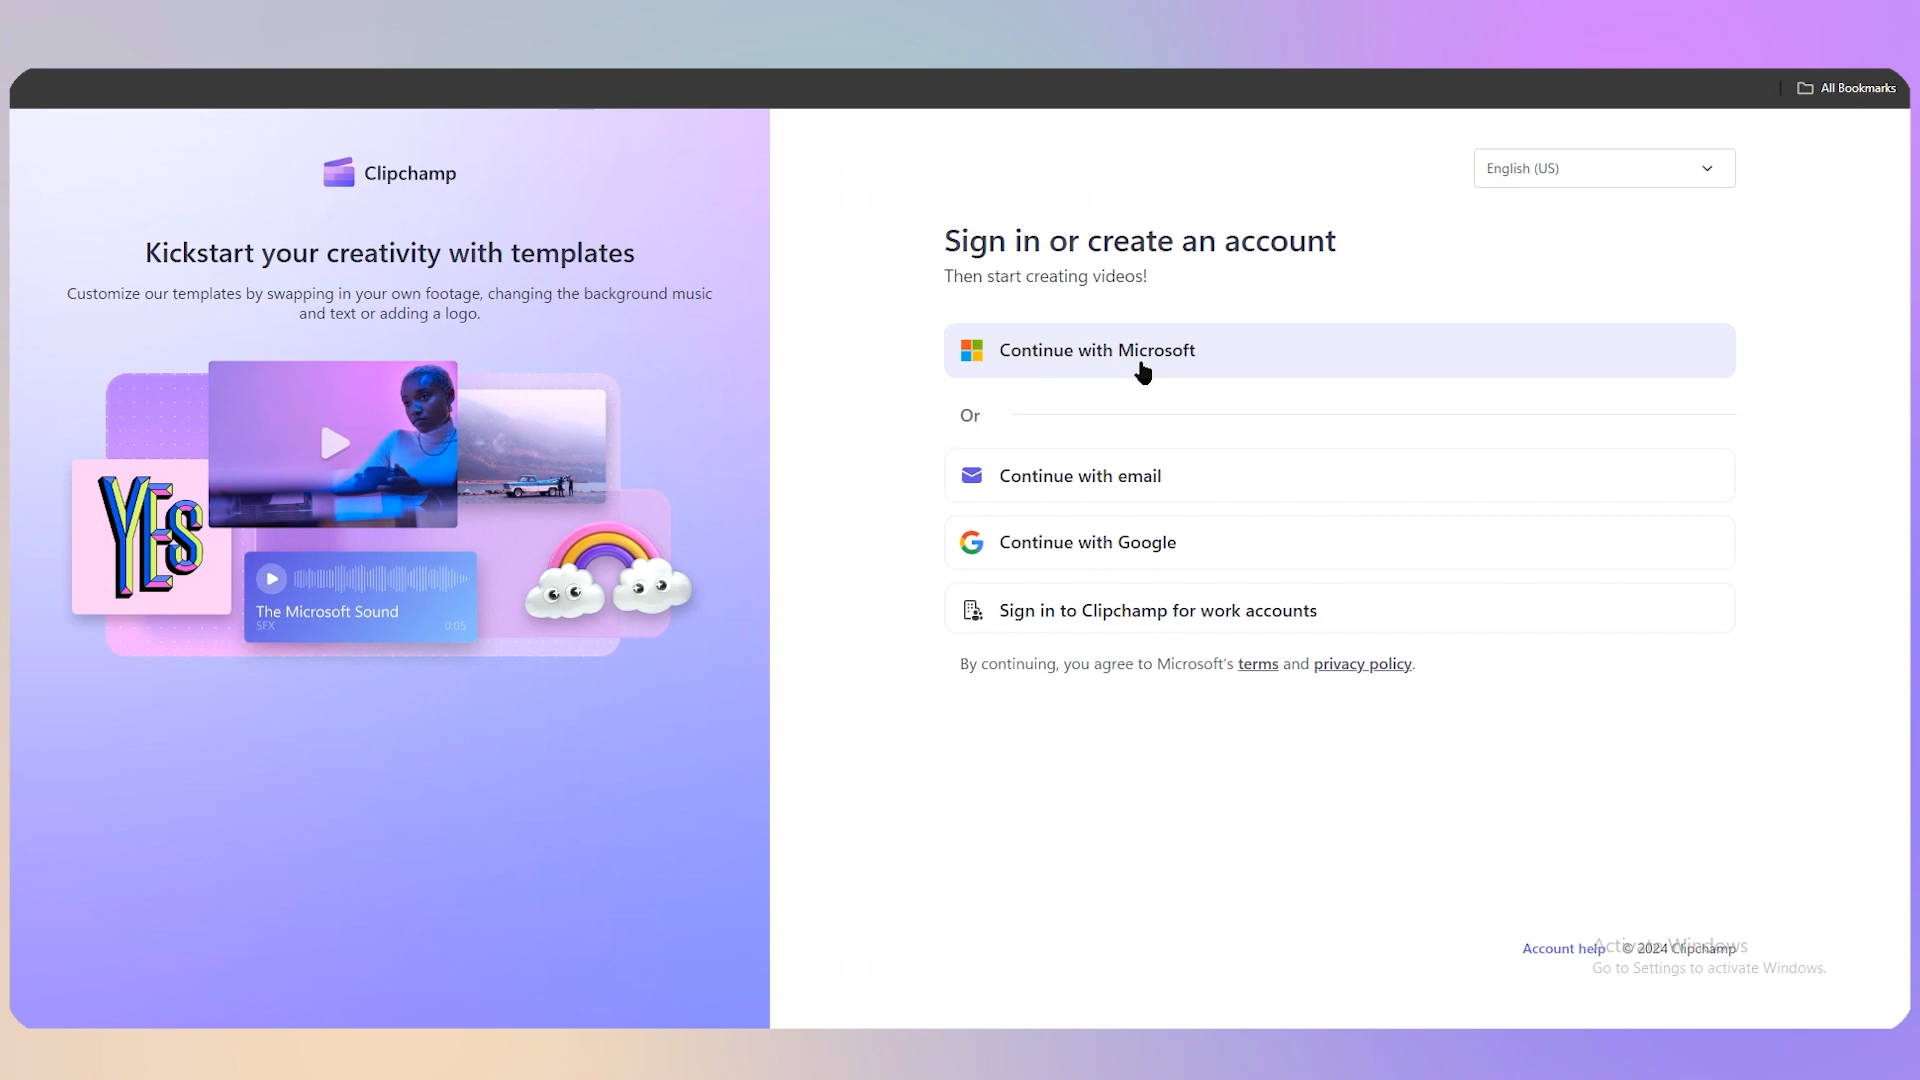 All Bookmarks
Clipchamp
Kickstart your creativity with templates
Customize our templates by swapping in your own footage, changing the background music
and text or adding a logo.
YES
The Microsoft Sound
SFX
0:05
English (US)
Sign in or create an account
Then start creating videos!
Continue with Microsoft
Or
Continue with email
Continue with Google
Sign in to Clipchamp for work accounts
By continuing, you agree to Microsoft's terms and privacy policy.
Account help
© 2024 Clipchamp
Activate Windows
Go to Settings to activate Windows.